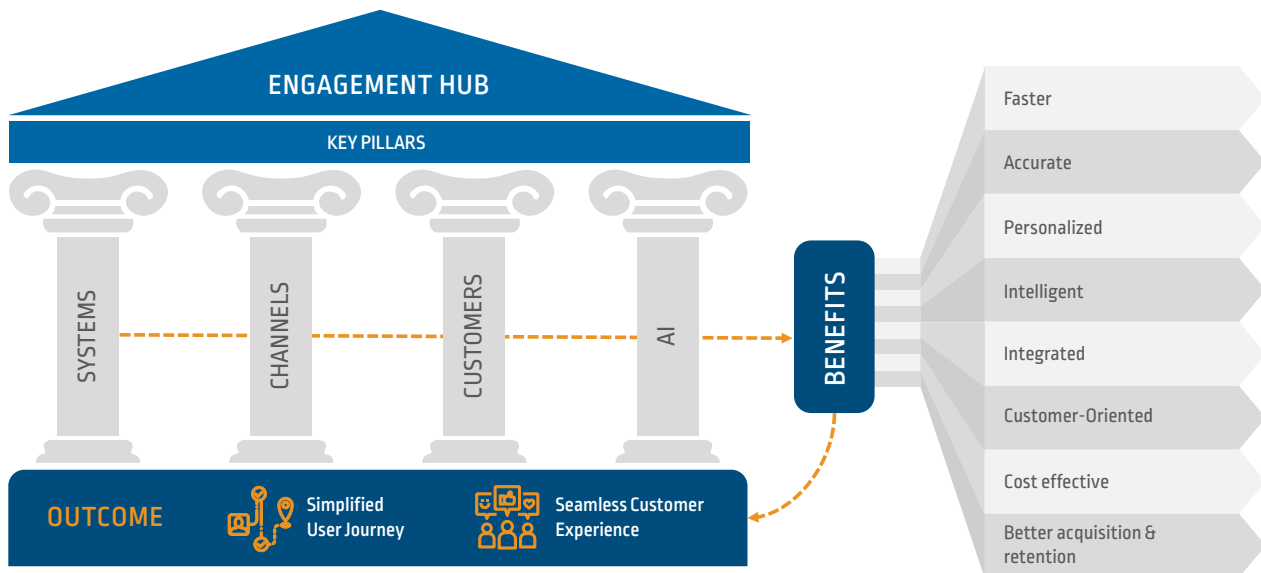 ENGAGEMENT HUB
KEY PILLARS
SYSTEMS
CHANNELS
CUSTOMERS
AI
BENEFITS
Faster
Accurate
Personalized
Intelligent
Integrated
Customer-Oriented
Cost effective
Better acquisition &
retention
OUTCOME
Simplified
User Journey
Seamless Customer
Experience